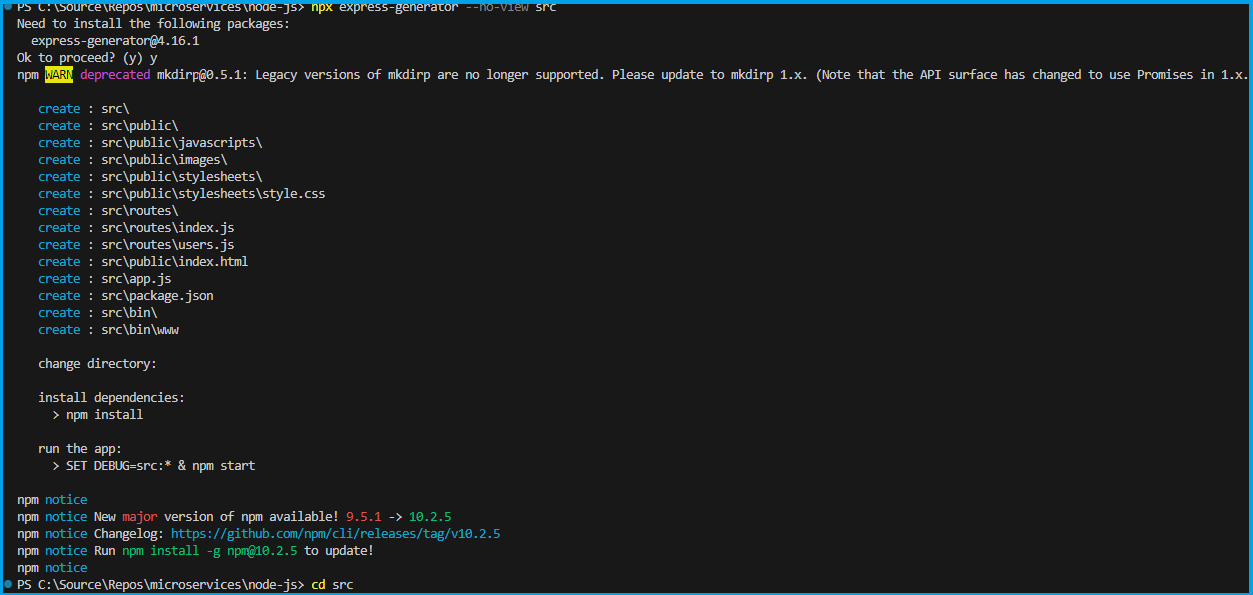 PS C:\Source\Repos\microservices\node-js> npx express-generator --no-view src
Need to install the following packages:
  express-generator@4.16.1
Ok to proceed? (y) y
npm WARN deprecated mkdirp@0.5.1: Legacy versions of mkdirp are no longer supported. Please update to mkdirp 1.x. (Note that the API surface has changed to use Promises in 1.x.
   create : src\
   create : src\public\
   create : src\public\javascripts\
   create : src\public\images\
   create : src\public\stylesheets\
   create : src\public\stylesheets\style.css
   create : src\routes\
   create : src\routes\index.js
   create : src\routes\users.js
   create : src\public\index.html
   create : src\app.js
   create : src\package.json
   create : src\bin\
   create : src\bin\www
   change directory:
   install dependencies:
     > npm install
   run the app:
     > SET DEBUG=src:* & npm start
npm notice
npm notice New major version of npm available! 9.5.1 -> 10.2.5
npm notice Changelog: https://github.com/npm/cli/releases/tag/v10.2.5
npm notice Run npm install -g npm@10.2.5 to update!
npm notice
PS C:\Source\Repos\microservices\node-js> cd src